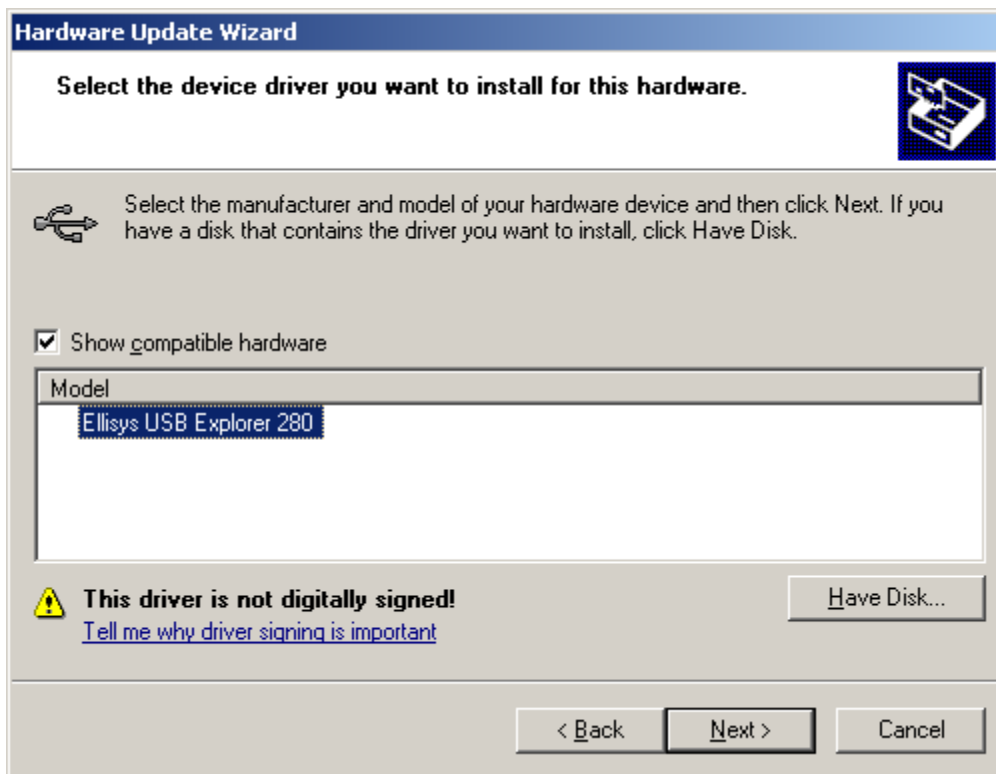 Hardware Update Wizard
Select the device driver you want to install for this hardware.
Select the manufacturer and model of your hardware device and then click Next. If you
have a disk that contains the driver you want to install, click Have Disk.
Show compatible hardware
Model
Ellisys USB Explorer 280
This driver is not digitally signed!
Have Disk...
Tell me why driver signing is important
< Back
Next >
Cancel